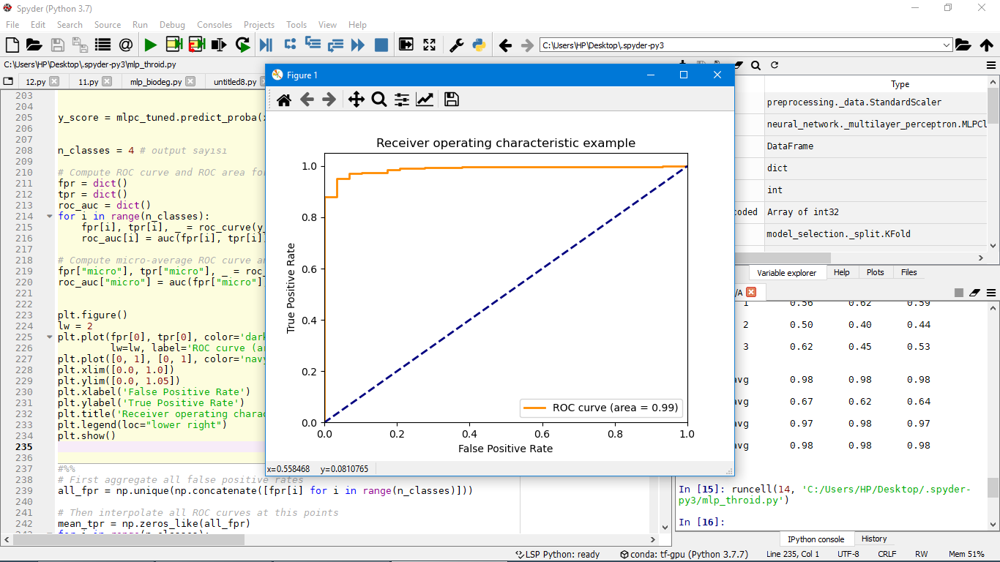 Spyder (Python 3.7)
File Edit Search Source Run Debug Consoles Projects Tools View Help
C:\Users\HP\Desktop\.spyder-py3
C:\Users\HP\Desktop\.spyder-py3\mlp_throid.py
12.py 11.py mlp_biodeg.py untitled8.py
203
204
205 y_score = mlpc_tuned.predict_proba(
206
207
208 n_classes = 4 # output sayısı
209
210 # Compute ROC curve and ROC area for
211 fpr = dict()
212 tpr = dict()
213 roc_auc = dict()
214 for i in range(n_classes):
215 fpr[i], tpr[i], _ = roc_curve(y_
216 roc_auc[i] = auc(fpr[i], tpr[i])
217
218 # Compute micro-average ROC curve
219 fpr["micro"], tpr["micro"], _ = roc_
220 roc_auc["micro"] = auc(fpr["micro"]
221
222
223 plt.figure()
224 lw = 2
225 plt.plot(fpr[0], tpr[0], color='dark
226 lw=lw, label='ROC curve (
227 plt.plot([0, 1], [0, 1], color='navy
228 plt.xlim([0.0, 1.0])
229 plt.ylim([0.0, 1.05])
230 plt.xlabel('False Positive Rate')
231 plt.ylabel('True Positive Rate')
232 plt.title('Receiver operating charac
233 plt.legend(loc="lower right")
234 plt.show()
235
236
237 #%%
238 # First aggregate all false positive rates
239 all_fpr = np.unique(np.concatenate([fpr[i] for i in range(n_classes)]))
240
241 # Then interpolate all ROC curves at this points
242 mean_tpr = np.zeros_like(all_fpr)
Figure 1
Receiver operating characteristic example
True Positive Rate
1.0
0.8
0.6
0.4
0.2
0.0
ROC curve (area = 0.99)
0.0 0.2 0.4 0.6 0.8 1.0
False Positive Rate
x=0.558468 y=0.0810765
Type
preprocessing._data.StandardScaler
neural_network._multilayer_perceptron.MLPCl
DataFrame
dict
int
coded Array of int32
model_selection._split.KFold
Variable explorer Help Plots Files
/A
1 0.56 0.62 0.59
2 0.50 0.40 0.44
3 0.62 0.45 0.53
avg 0.98 0.98 0.98
avg 0.67 0.62 0.64
avg 0.97 0.98 0.97
avg 0.98 0.98 0.98
In [15]: runcell(14, 'C:/Users/HP/Desktop/.spyder-
py3/mlp_throid.py')
In [16]:
IPython console History
LSP Python: ready conda: tf-gpu (Python 3.7.7) Line 235, Col 1 UTF-8 CRLF RW Mem 51%